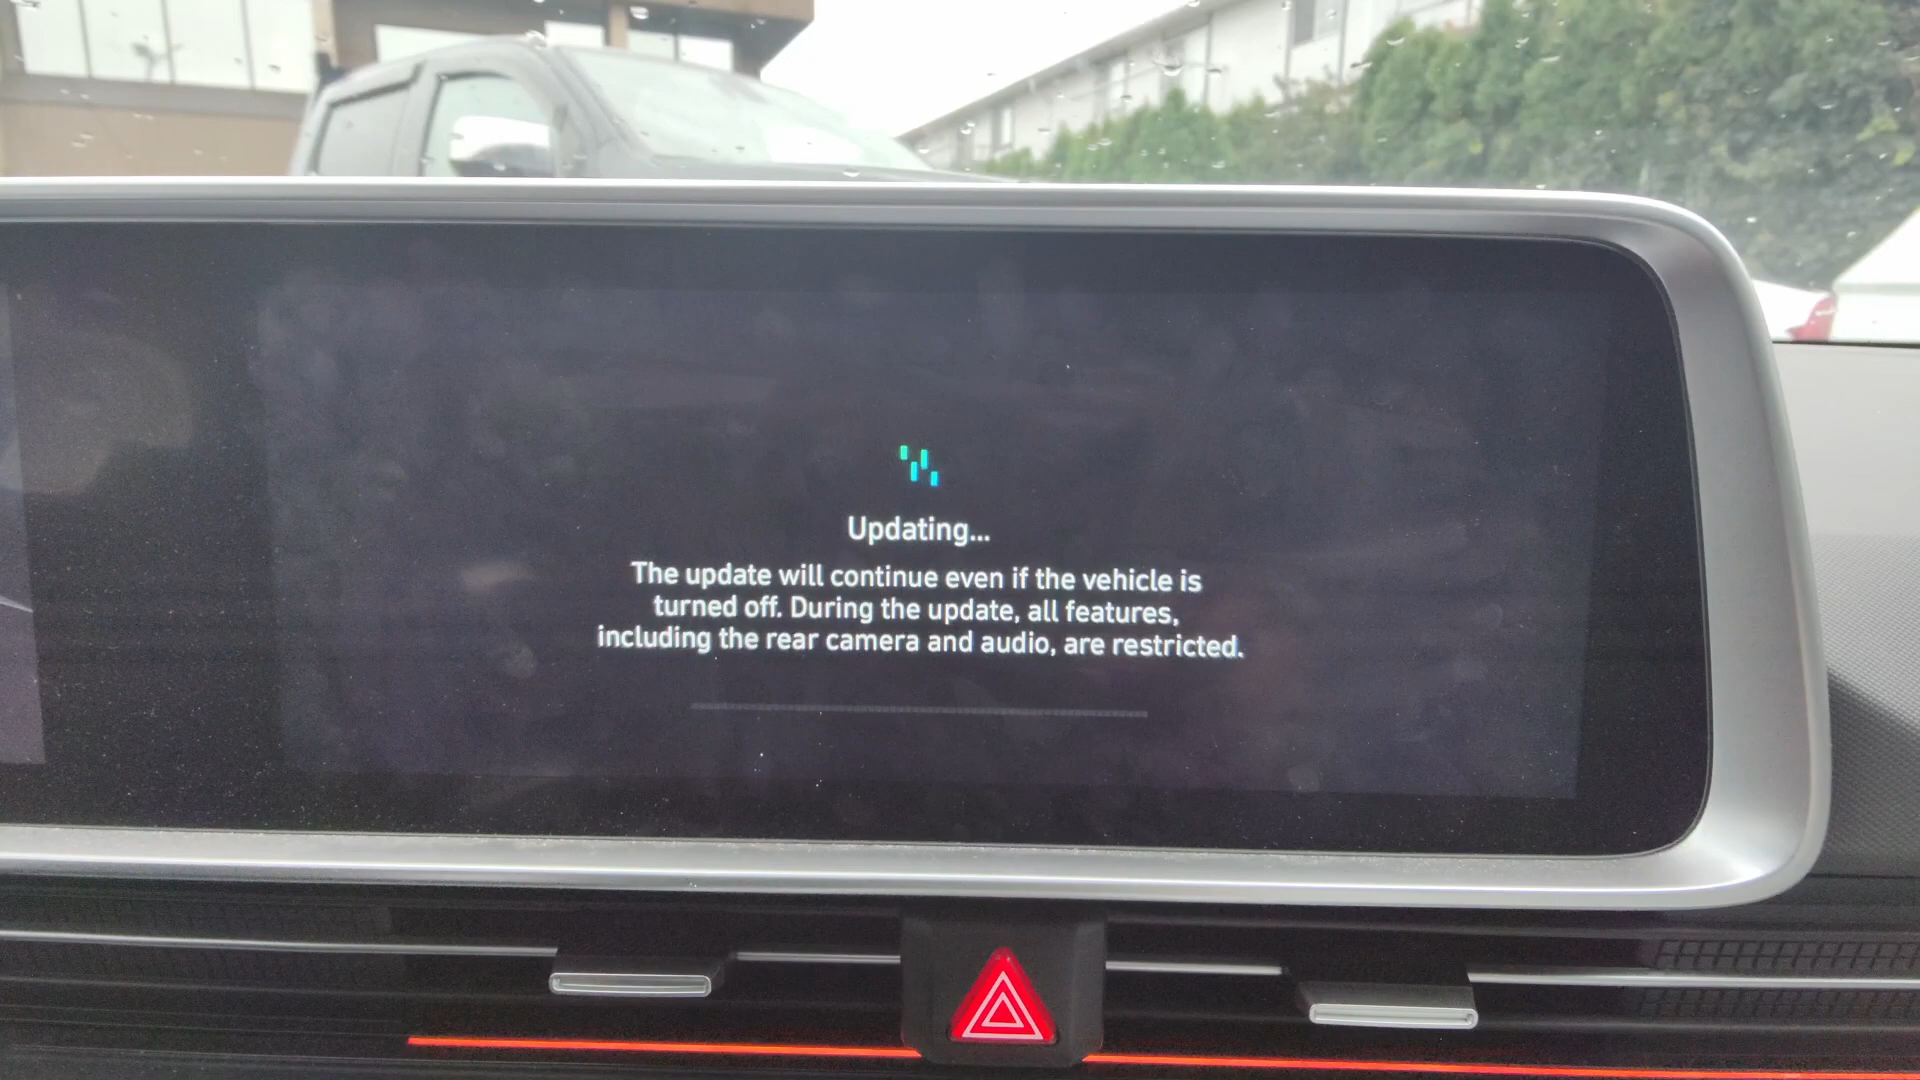 Updating...
The update will continue even if the vehicle is
turned off. During the update, all features,
including the rear camera and audio, are restricted.